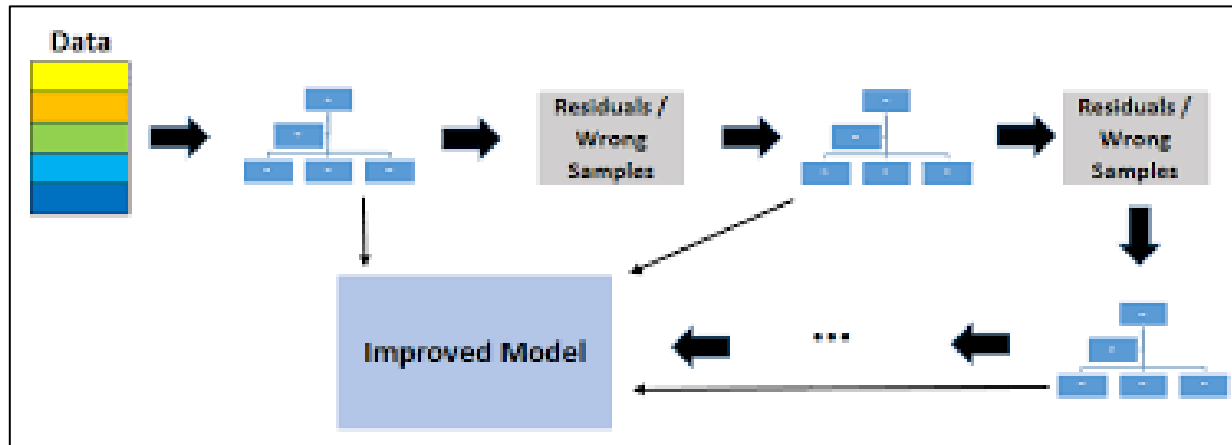 Data
Residuals /
Wrong
Samples
Residuals /
Wrong
Samples
Improved Model
...